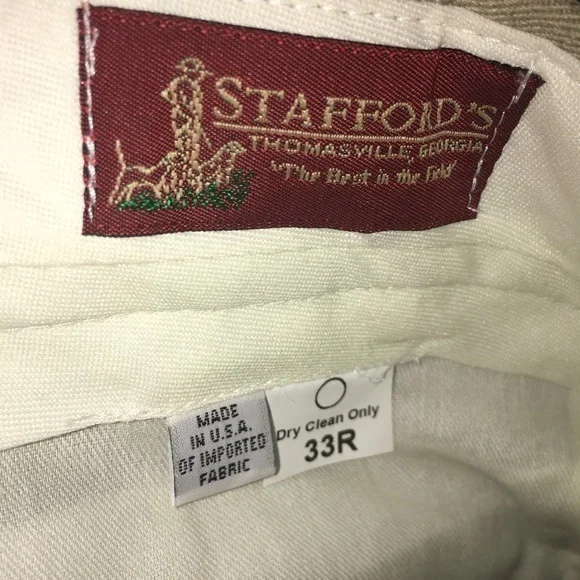 STAFFORD'S
THOMASVILLE, GEORGIA
"The Best in the Field"
MADE
IN U.S.A.
OF IMPORTED
FABRIC
Dry Clean Only
33R